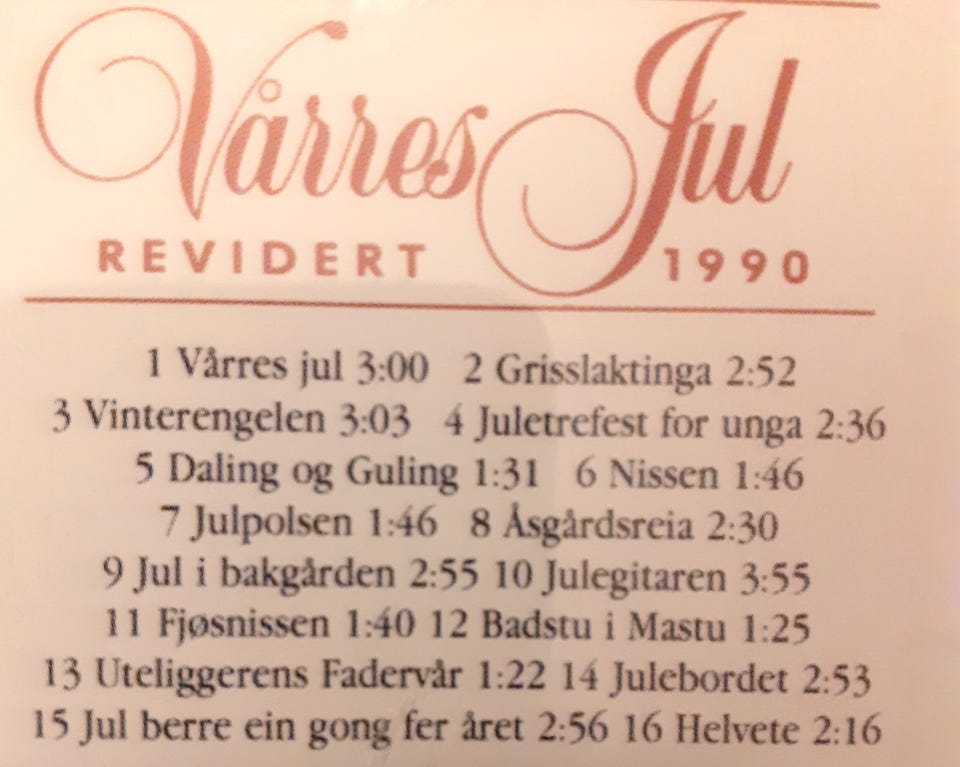 Vårres Jul
REVIDERT 1990
1 Vårres jul 3:00 2 Grisslaktinga 2:52
3 Vinterengelen 3:03 4 Juletrefest for unga 2:36
5 Daling og Guling 1:31 6 Nissen 1:46
7 Julpolsen 1:46 8 Åsgårdsreia 2:30
9 Jul i bakgården 2:55 10 Julegitaren 3:55
11 Fjøsnissen 1:40 12 Badstu i Mastu 1:25
13 Uteliggerens Fadervår 1:22 14 Julebordet 2:53
15 Jul berre ein gong fer året 2:56 16 Helvete 2:16